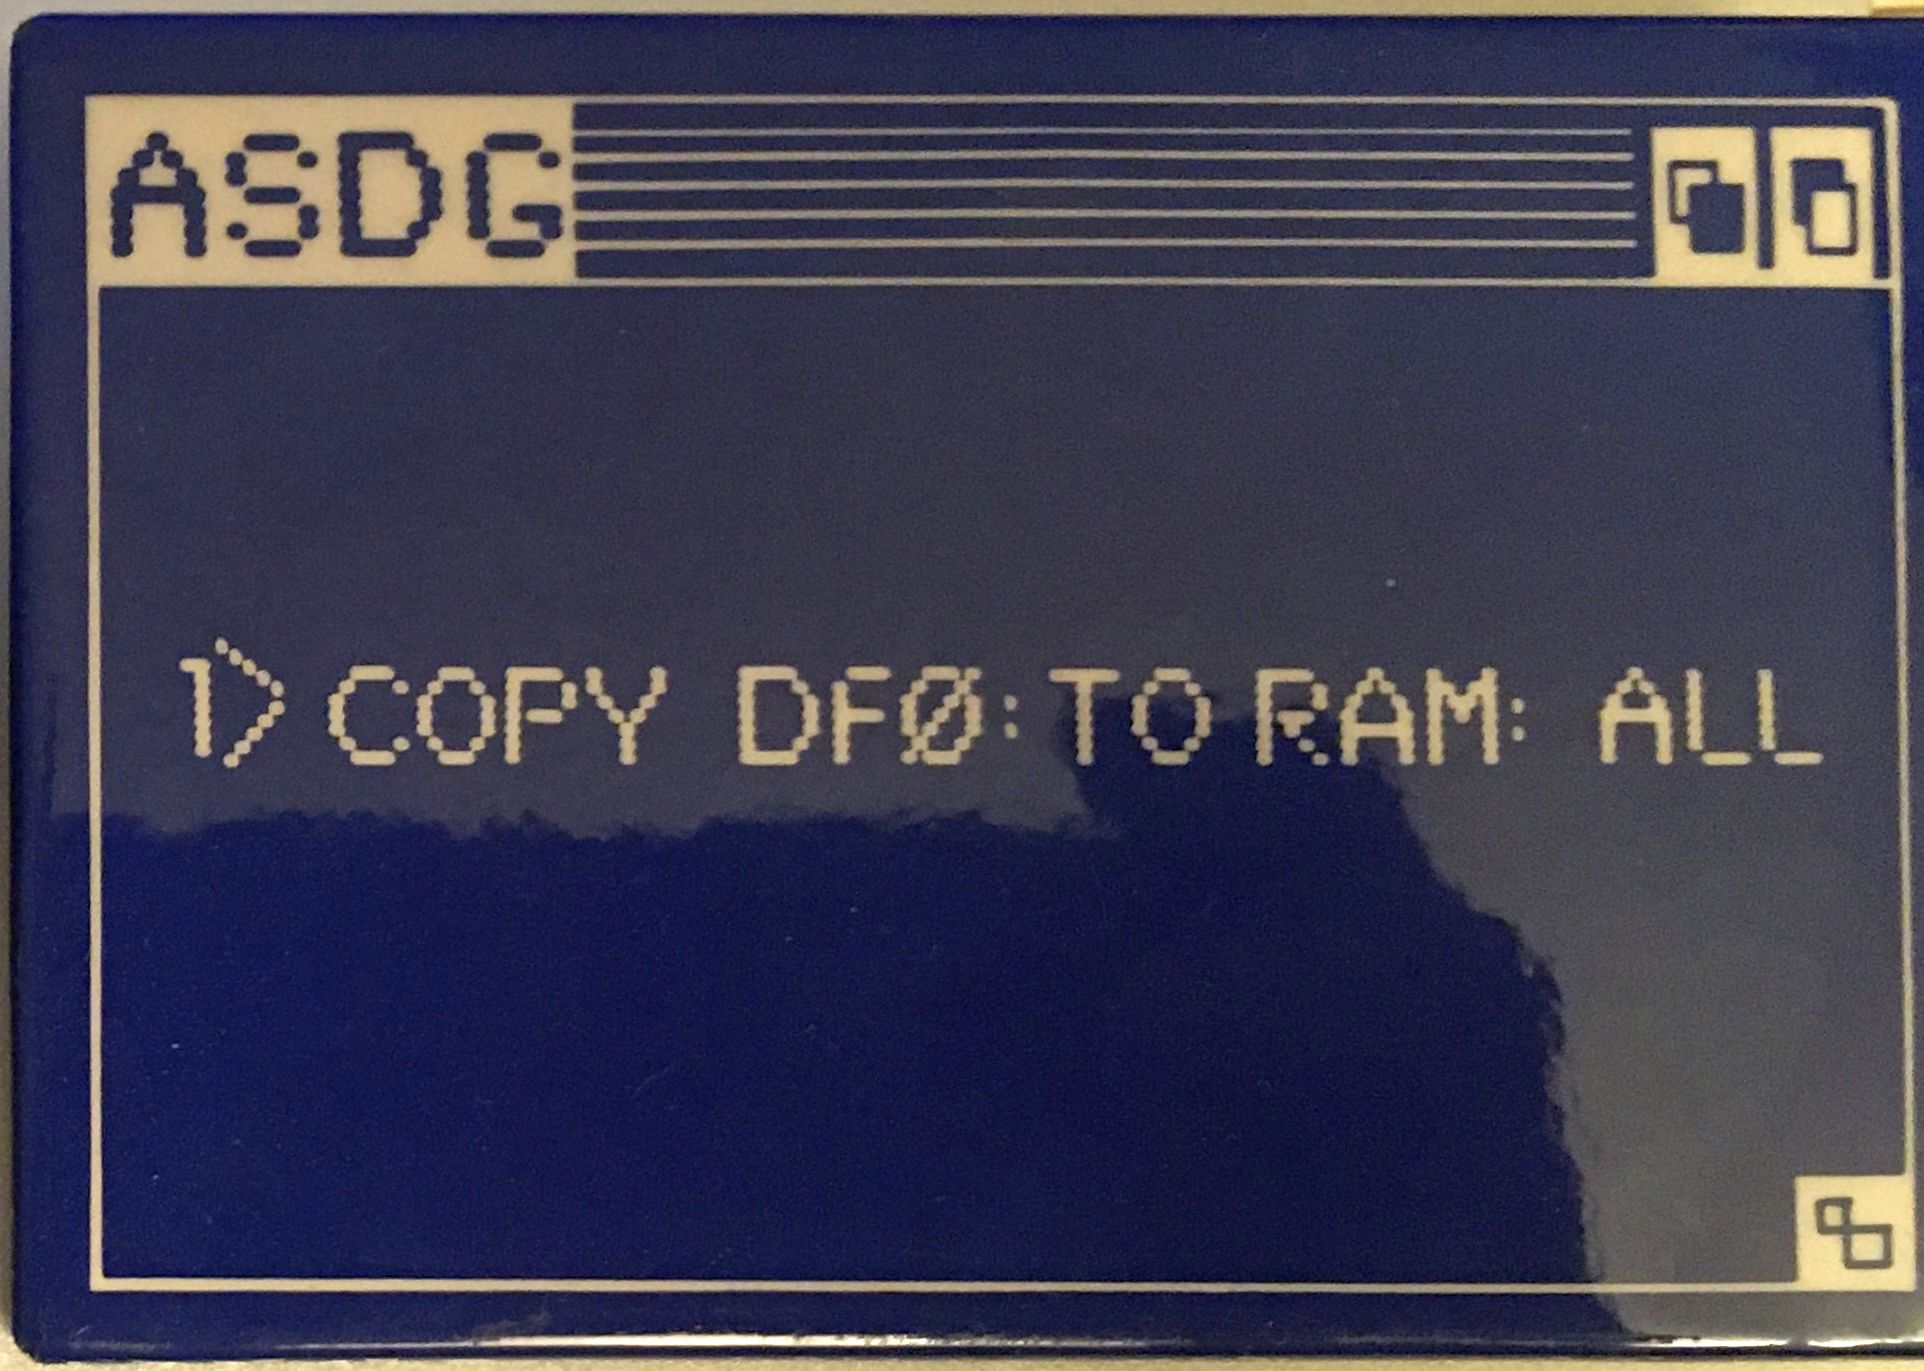 ASDG
1> COPY DFØ: TO RAM: ALL